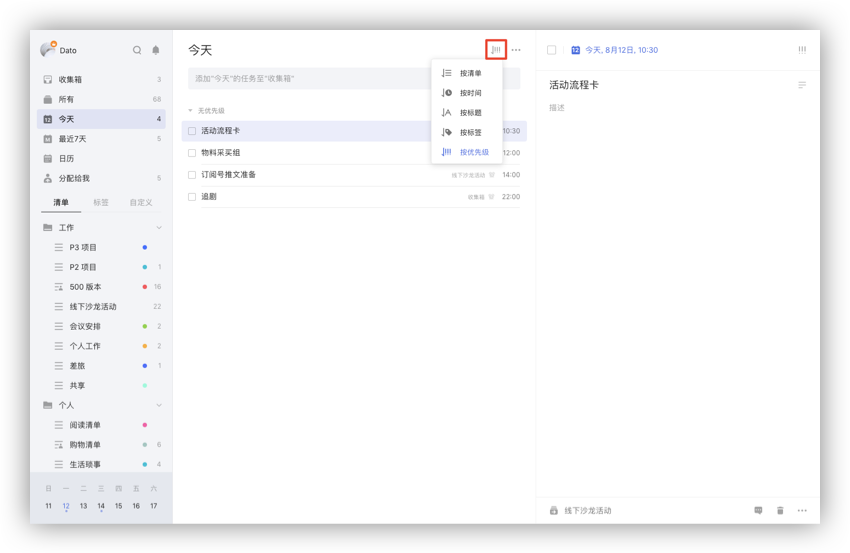 Dato
收集箱 3
所有 68
今天 4
最近7天 5
日历
分配给我 5
清单 标签 自定义
工作
P3 项目
P2 项目 1
500 版本 16
线下沙龙活动 22
会议安排 2
个人工作 2
差旅 1
共享
个人
阅读清单
购物清单 6
生活琐事 4
日 一 二 三 四 五 六
11 12 13 14 15 16 17
今天
添加"今天"的任务至"收集箱"
无优先级
活动流程卡 10:30
物料采买组 12:00
订阅号推文准备 线下沙龙活动 14:00
追剧 收集箱 22:00
按清单
按时间
按标题
按标签
按优先级
12 今天, 8月12日, 10:30
活动流程卡
描述
线下沙龙活动